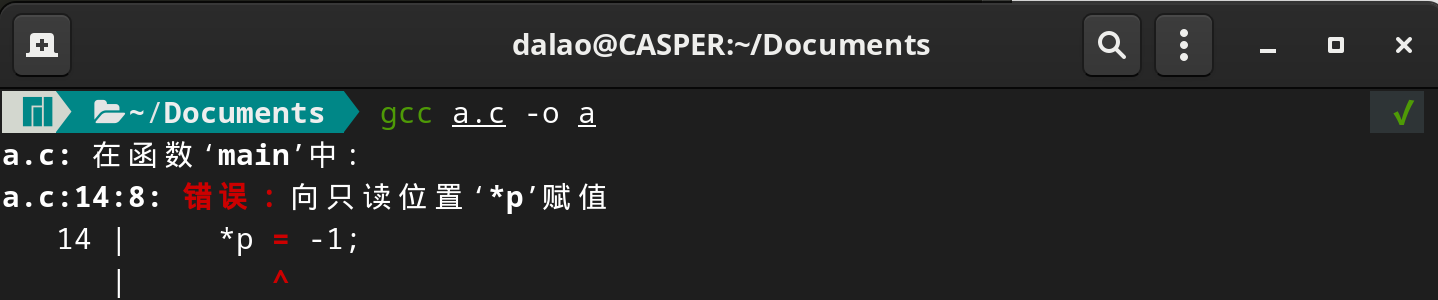 dalao@CASPER:~/Documents
~/Documents gcc a.c -o a
a.c: 在函数‘main’中:
a.c:14:8: 错误:向只读位置‘*p’赋值
14 |     *p = -1;
|        ^